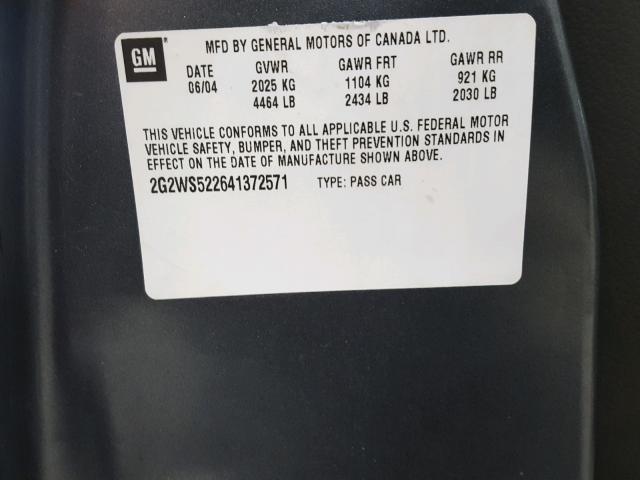 GM
MFD BY GENERAL MOTORS OF CANADA LTD.
DATE GVWR GAWR FRT GAWR RR
06/04 2025 KG 1104 KG 921 KG
4464 LB 2434 LB 2030 LB
THIS VEHICLE CONFORMS TO ALL APPLICABLE U.S. FEDERAL MOTOR
VEHICLE SAFETY, BUMPER, AND THEFT PREVENTION STANDARDS IN
EFFECT ON THE DATE OF MANUFACTURE SHOWN ABOVE.
2G2WS522641372571 TYPE: PASS CAR